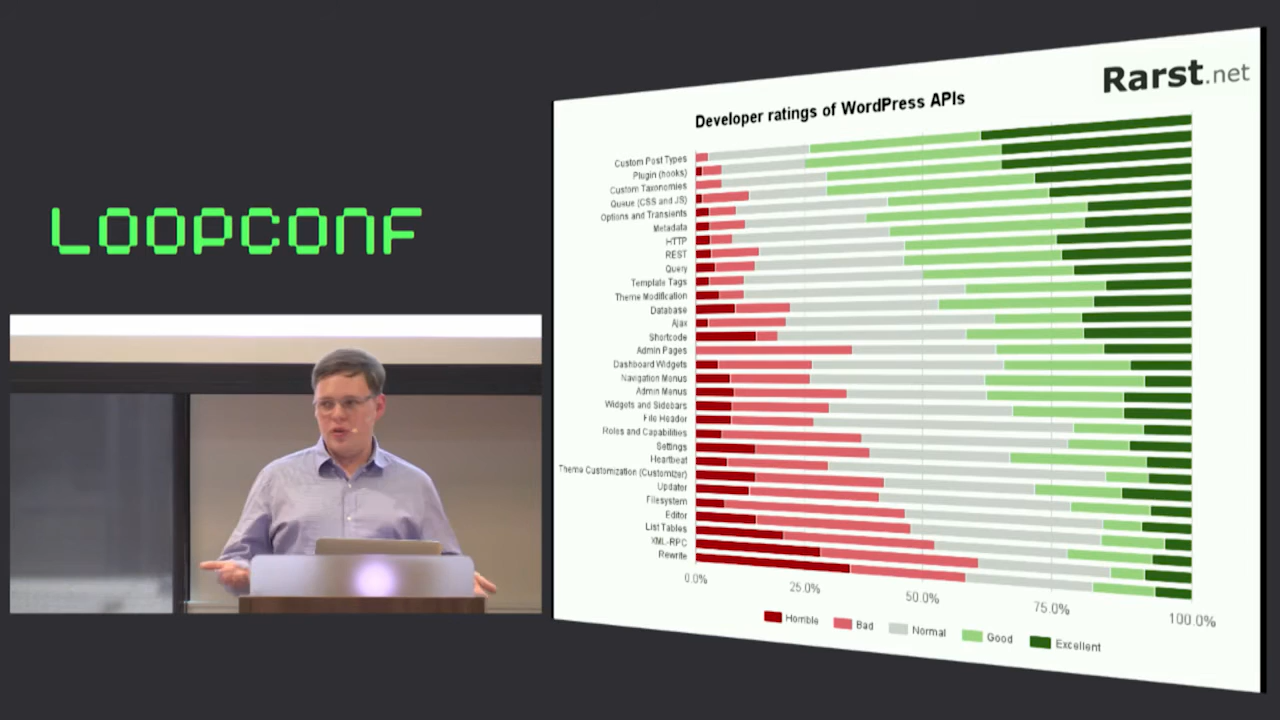 LOOPCONF
Rarst.net
Developer ratings of WordPress APIs
Custom Post Types
Plugin (hooks)
Custom Taxonomies
Queue (CSS and JS)
Options and Transients
Metadata
HTTP
REST
Query
Template Tags
Theme Modification
Database
Ajax
Shortcode
Admin Pages
Dashboard Widgets
Navigation Menus
Admin Menus
Widgets and Sidebars
File Header
Roles and Capabilities
Settings
Heartbeat
Theme Customization (Customizer)
Updator
Filesystem
Editor
List Tables
XML-RPC
Rewrite
0.0%
25.0%
50.0%
75.0%
100.0%
Horrible
Bad
Normal
Good
Excellent